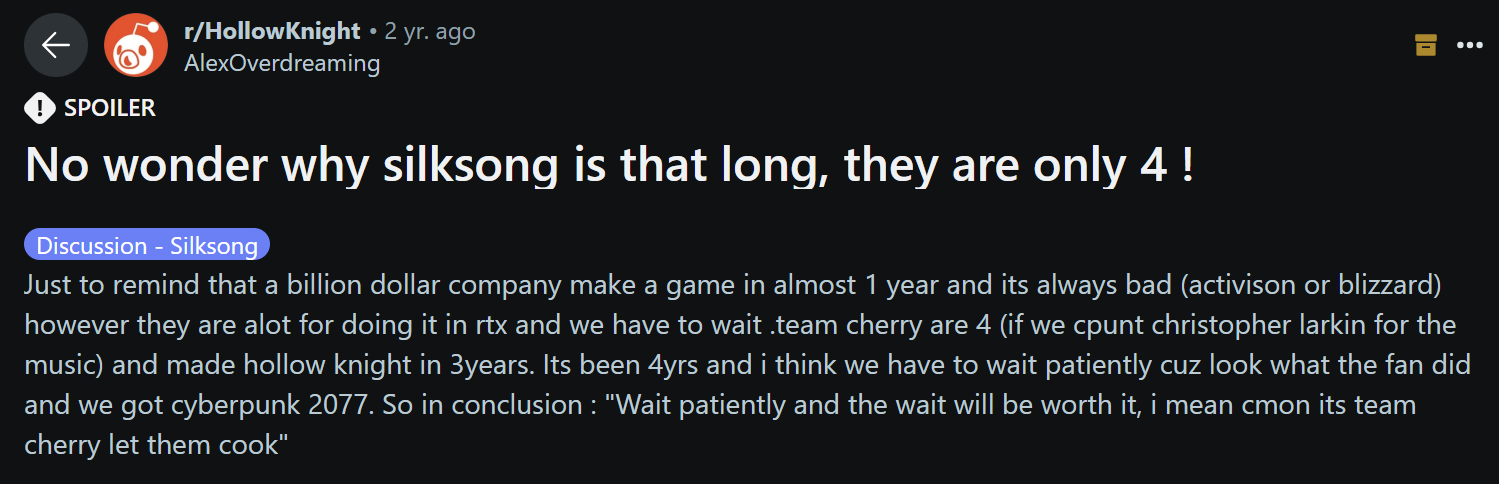 r/HollowKnight • 2 yr. ago
AlexOverdreaming
SPOILER
No wonder why silksong is that long, they are only 4 !
Discussion - Silksong
Just to remind that a billion dollar company make a game in almost 1 year and its always bad (activison or blizzard)
however they are alot for doing it in rtx and we have to wait .team cherry are 4 (if we cpunt christopher larkin for the
music) and made hollow knight in 3years. Its been 4yrs and i think we have to wait patiently cuz look what the fan did
and we got cyberpunk 2077. So in conclusion : "Wait patiently and the wait will be worth it, i mean cmon its team
cherry let them cook"